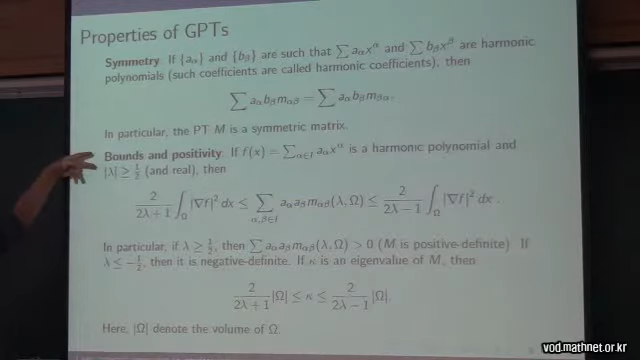 Properties of GPTs
Symmetry: If {aα} and {bβ} are such that ∑ aαx^α and ∑ bβx^β are harmonic
polynomials (such coefficients are called harmonic coefficients), then
∑ aαbβmαβ = ∑ aαbβmβα.
In particular, the PT M is a symmetric matrix.
Bounds and positivity: If f(x) = ∑α∈I aαx^α is a harmonic polynomial and
|λ| ≥ 1/2 (and real), then
2/(2λ+1) ∫Ω |∇f|² dx ≤ ∑α,β∈I aαaβmαβ(λ, Ω) ≤ 2/(2λ−1) ∫Ω |∇f|² dx.
In particular, if λ ≥ 1/2, then ∑ aαaβmαβ(λ, Ω) > 0 (M is positive-definite) If
λ ≤ −1/2, then it is negative-definite. If κ is an eigenvalue of M, then
2/(2λ+1) |Ω| ≤ κ ≤ 2/(2λ−1) |Ω|.
Here, |Ω| denote the volume of Ω.
vod.mathnet.or.kr